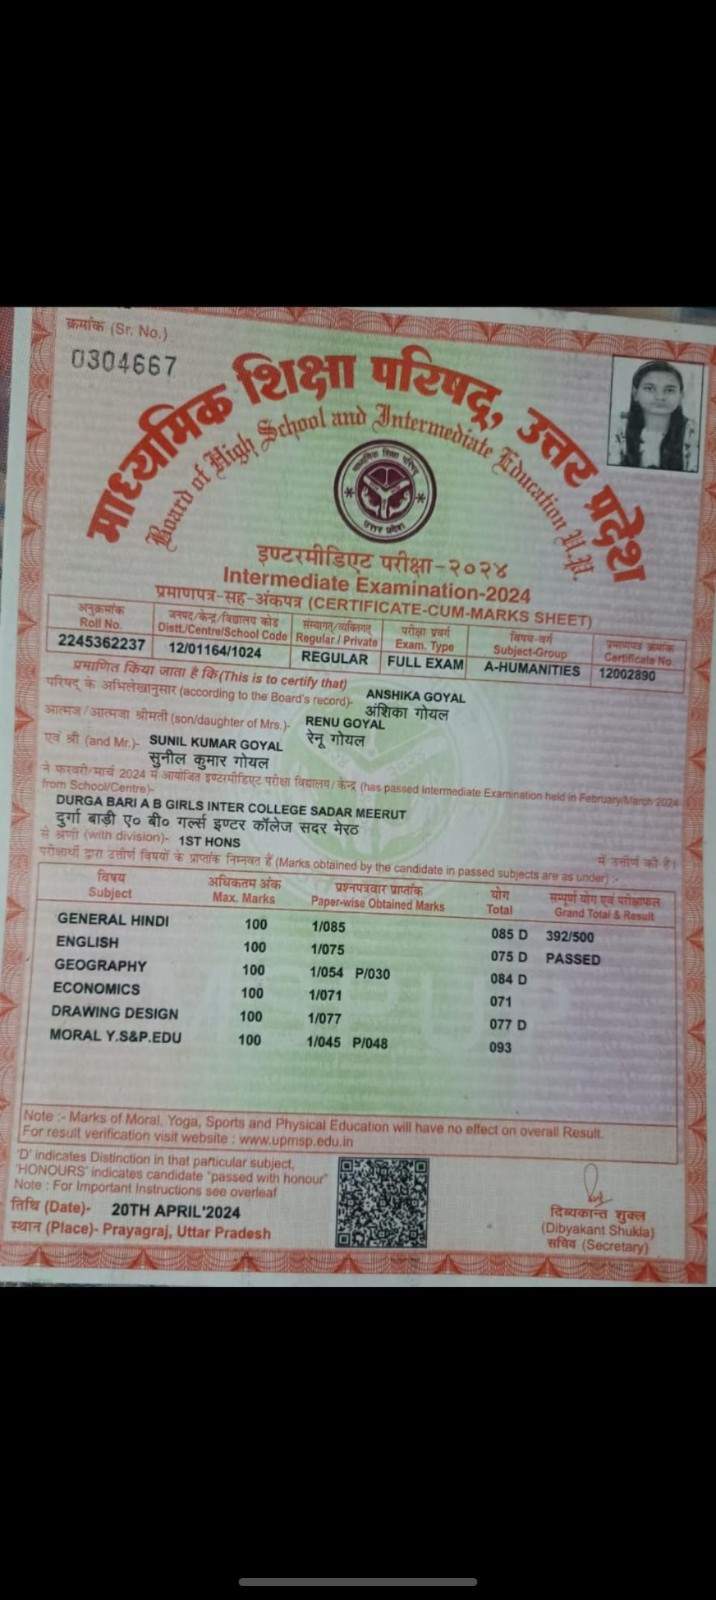 क्रमांक (Sr. No.)
0304667
माध्यमिक शिक्षा परिषद्, उत्तर प्रदेश
Board of High School and Intermediate Education U.P.
माध्यमिक शिक्षा परिषद्
उत्तर प्रदेश
इण्टरमीडिएट परीक्षा-२०२४
Intermediate Examination-2024
प्रमाणपत्र-सह-अंकपत्र (CERTIFICATE-CUM-MARKS SHEET)
अनुक्रमांक जनपद/केन्द्र/विद्यालय कोड संस्थागत/व्यक्तिगत परीक्षा प्रवर्ग विषय-वर्ग प्रमाणपत्र क्रमांक
Roll No. Distt./Centre/School Code Regular / Private Exam. Type Subject-Group Certificate No.
2245362237 12/01164/1024 REGULAR FULL EXAM A-HUMANITIES 12002890
प्रमाणित किया जाता है कि (This is to certify that)
परिषद् के अभिलेखानुसार (according to the Board's record)- ANSHIKA GOYAL
अंशिका गोयल
आत्मज/आत्मजा श्रीमती (son/daughter of Mrs.)- RENU GOYAL
रेनू गोयल
एवं श्री (and Mr.)- SUNIL KUMAR GOYAL
सुनील कुमार गोयल
ने फरवरी/मार्च 2024 में आयोजित इण्टरमीडिएट परीक्षा विद्यालय/केन्द्र (has passed Intermediate Examination held in February/March 2024
from School/Centre)-
DURGA BARI A B GIRLS INTER COLLEGE SADAR MEERUT
दुर्गा बाड़ी ए० बी० गर्ल्स इण्टर कॉलेज सदर मेरठ
से श्रेणी (with division)- 1ST HONS में उत्तीर्ण की है।
परीक्षार्थी द्वारा उत्तीर्ण विषयों के प्राप्तांक निम्नवत हैं (Marks obtained by the candidate in passed subjects are as under) :-
विषय अधिकतम अंक प्रश्नपत्रवार प्राप्तांक योग सम्पूर्ण योग एवं परीक्षाफल
Subject Max. Marks Paper-wise Obtained Marks Total Grand Total & Result
GENERAL HINDI 100 1/085 085 D 392/500
ENGLISH 100 1/075 075 D PASSED
GEOGRAPHY 100 1/054 P/030 084 D
ECONOMICS 100 1/071 071
DRAWING DESIGN 100 1/077 077 D
MORAL Y.S&P.EDU 100 1/045 P/048 093
Note :- Marks of Moral, Yoga, Sports and Physical Education will have no effect on overall Result.
For result verification visit website : www.upmsp.edu.in
'D' indicates Distinction in that particular subject,
'HONOURS' indicates candidate "passed with honour"
Note : For Important Instructions see overleaf
तिथि (Date)- 20TH APRIL'2024
स्थान (Place)- Prayagraj, Uttar Pradesh
दिब्यकान्त शुक्ल
(Dibyakant Shukla)
सचिव (Secretary)